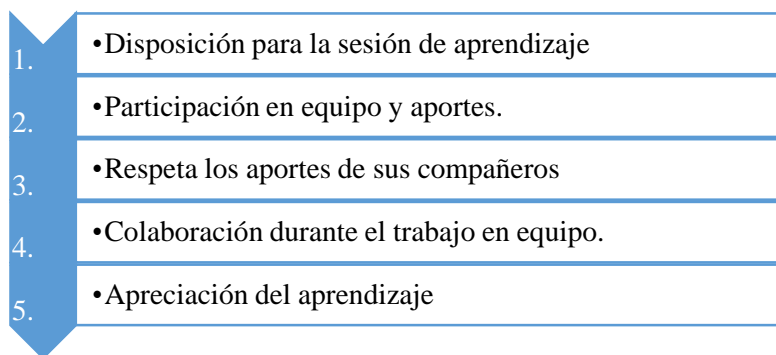 1. •Disposición para la sesión de aprendizaje
2. •Participación en equipo y aportes.
3. •Respeta los aportes de sus compañeros
4. •Colaboración durante el trabajo en equipo.
5. •Apreciación del aprendizaje